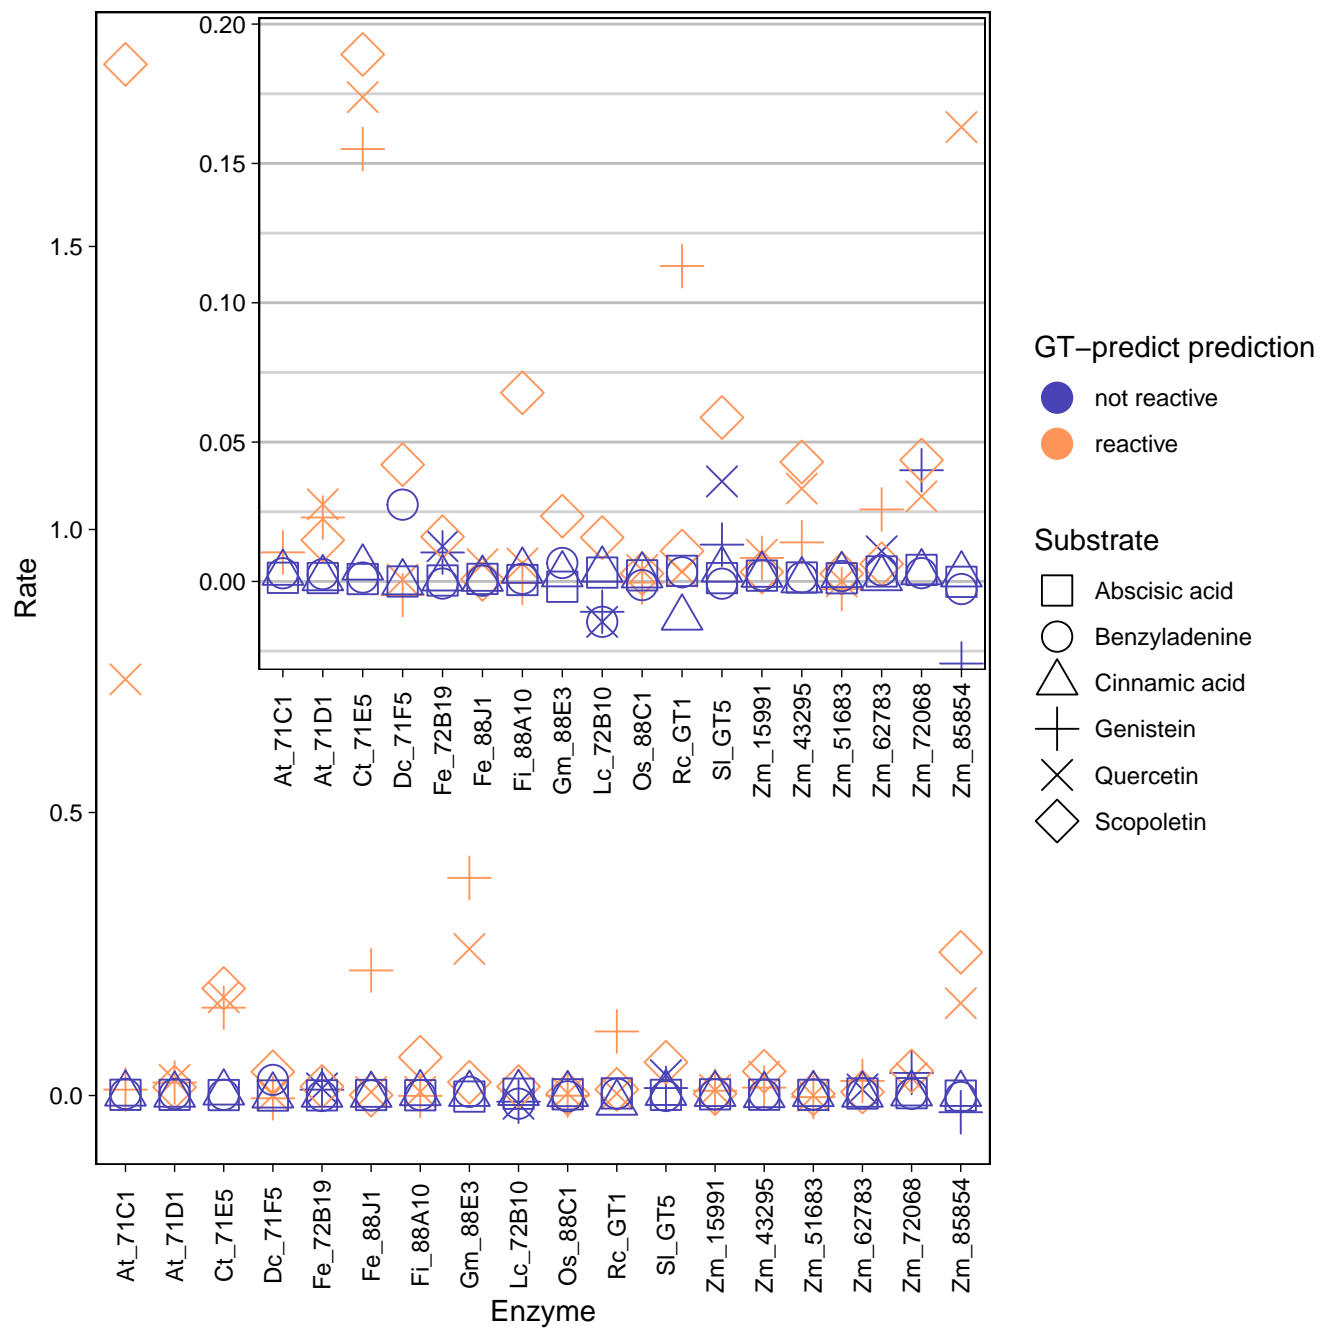 0.20
0.15
0.10
0.05
0.00
At_71C1
At_71D1
Ct_71E5
Dc_71F5
Fe_72B19
Fe_88J1
Fi_88A10
Gm_88E3
Lc_72B10
Os_88C1
Rc_GT1
Sl_GT5
Zm_15991
Zm_43295
Zm_51683
Zm_62783
Zm_72068
Zm_85854
1.5
1.0
0.5
0.0
Rate
At_71C1
At_71D1
Ct_71E5
Dc_71F5
Fe_72B19
Fe_88J1
Fi_88A10
Gm_88E3
Lc_72B10
Os_88C1
Rc_GT1
Sl_GT5
Zm_15991
Zm_43295
Zm_51683
Zm_62783
Zm_72068
Zm_85854
Enzyme
GT−predict prediction
not reactive
reactive
Substrate
Abscisic acid
Benzyladenine
Cinnamic acid
Genistein
Quercetin
Scopoletin